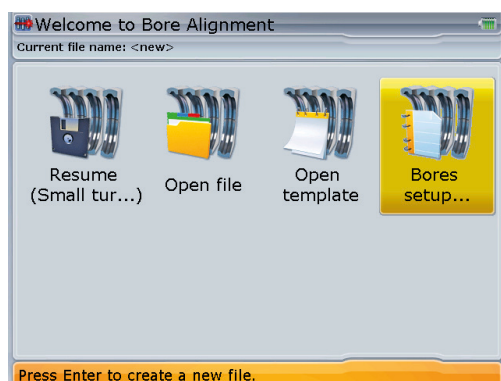 Welcome to Bore Alignment
Current file name: <new>
Resume
(Small tur...)
Open file
Open
template
Bores
setup...
Press Enter to create a new file.